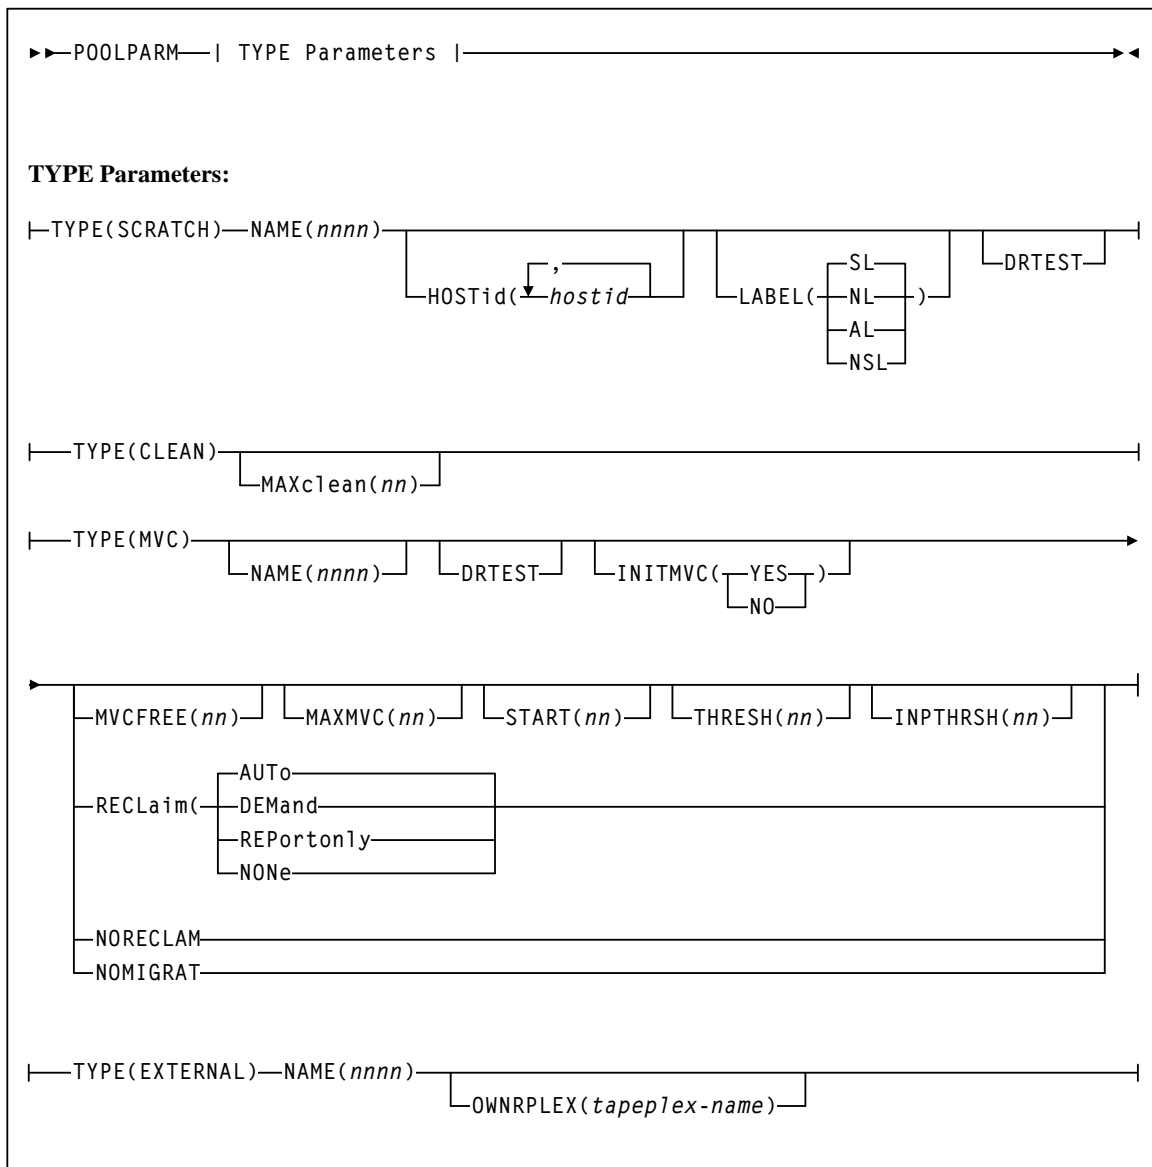 POOLPARM | TYPE Parameters |
TYPE Parameters:
TYPE(SCRATCH) NAME(nnnn) HOSTid( , hostid LABEL( SL NL AL NSL ) DRTEST
TYPE(CLEAN) MAXclean(nn)
TYPE(MVC) NAME(nnnn) DRTEST INITMVC( YES NO )
MVCFREE(nn) MAXMVC(nn) START(nn) THRESH(nn) INPTHRSH(nn)
RECLaim( AUTo DEMand REPortonly NONe
NORECLAM
NOMIGRAT
TYPE(EXTERNAL) NAME(nnnn) OWNRPLEX(tapeplex-name)